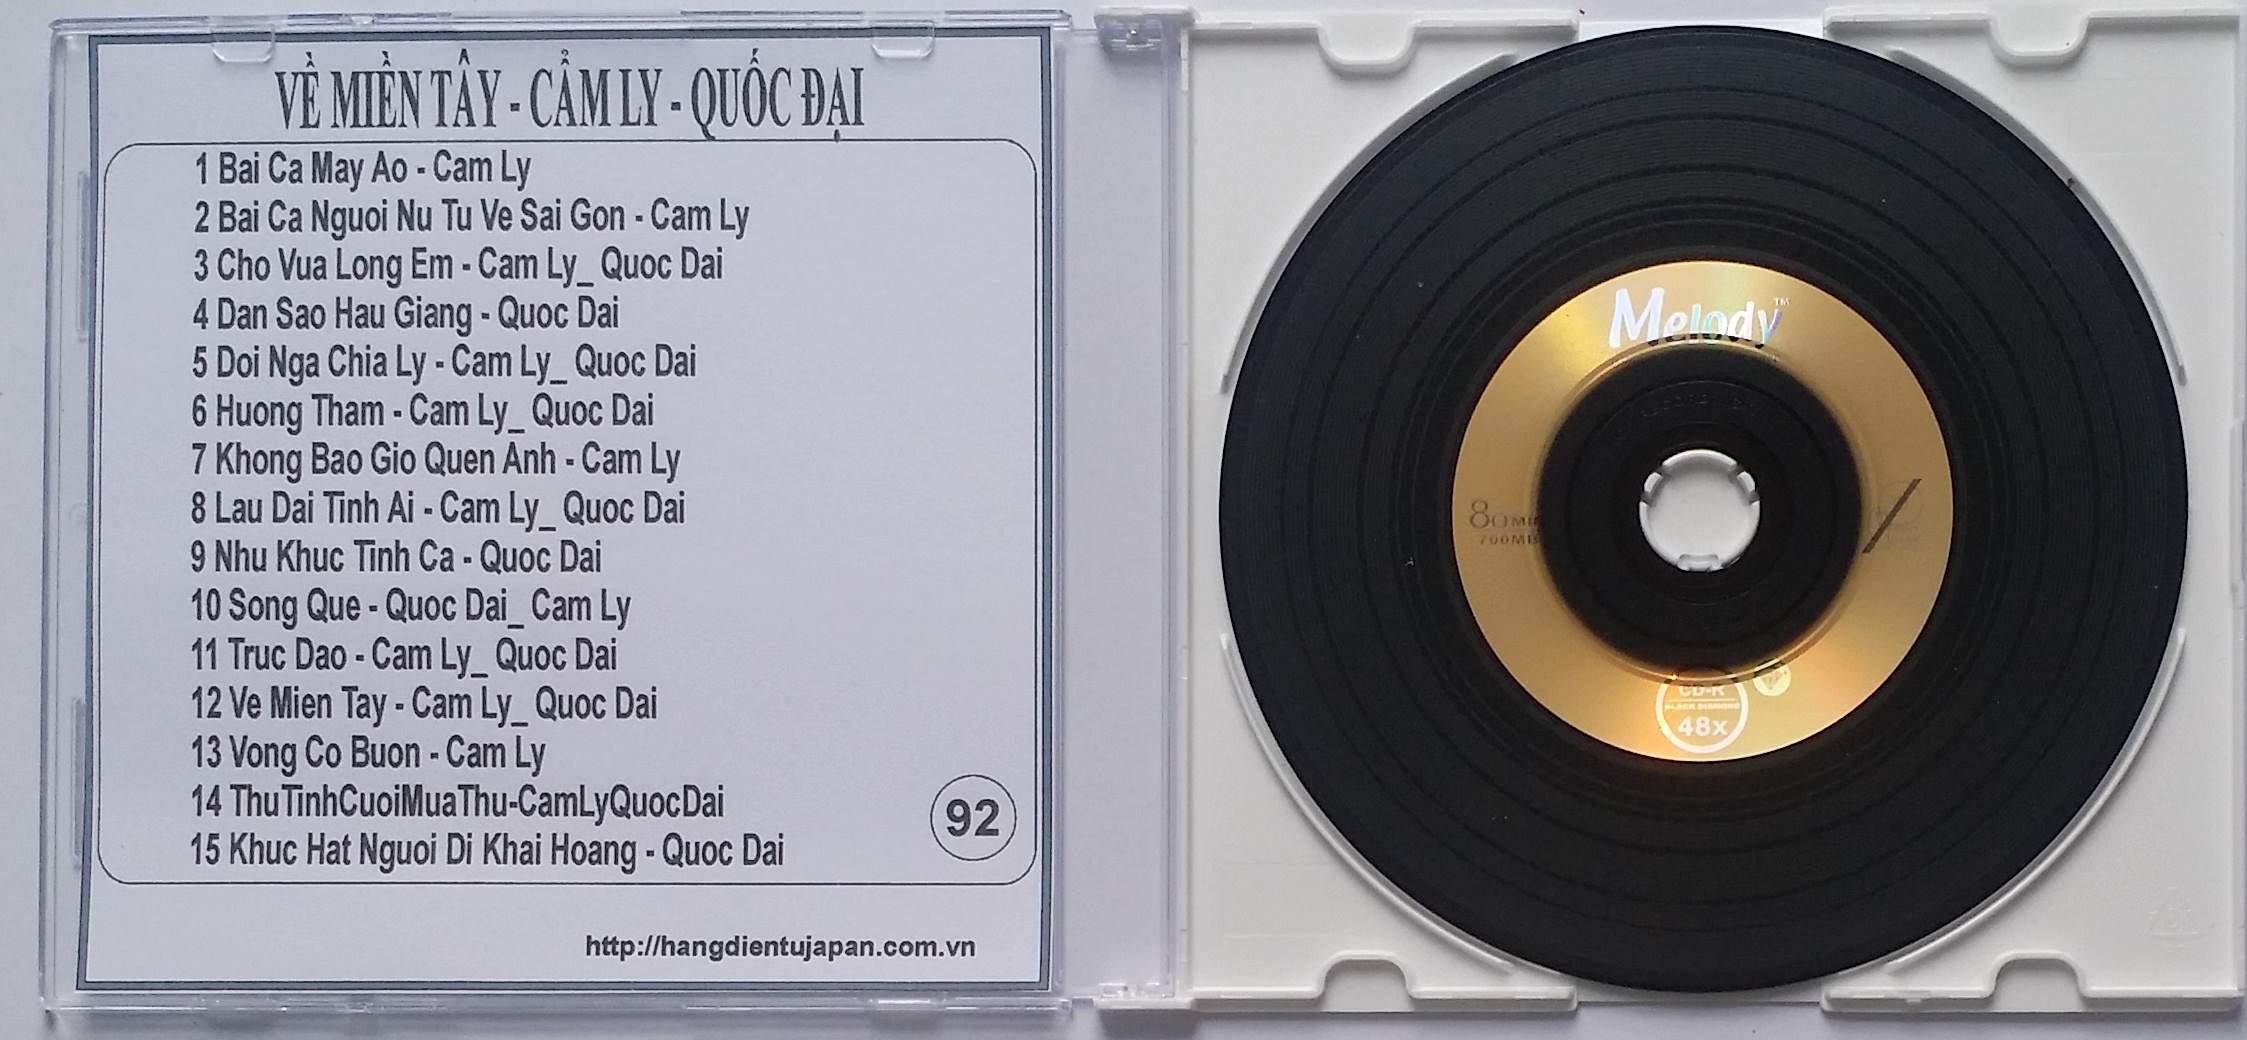 VỀ MIỀN TÂY - CẨM LY - QUỐC ĐẠI
1 Bai Ca May Ao - Cam Ly
2 Bai Ca Nguoi Nu Tu Ve Sai Gon - Cam Ly
3 Cho Vua Long Em - Cam Ly_ Quoc Dai
4 Dan Sao Hau Giang - Quoc Dai
5 Doi Nga Chia Ly - Cam Ly_ Quoc Dai
6 Huong Tham - Cam Ly_ Quoc Dai
7 Khong Bao Gio Quen Anh - Cam Ly
8 Lau Dai Tinh Ai - Cam Ly_ Quoc Dai
9 Nhu Khuc Tinh Ca - Quoc Dai
10 Song Que - Quoc Dai_ Cam Ly
11 Truc Dao - Cam Ly_ Quoc Dai
12 Ve Mien Tay - Cam Ly_ Quoc Dai
13 Vong Co Buon - Cam Ly
14 ThuTinhCuoiMuaThu-CamLyQuocDai
15 Khuc Hat Nguoi Di Khai Hoang - Quoc Dai
92
http://hangdientujapan.com.vn
Melody™
80MIN
700MB
CD-R
BLACK DIAMOND
48x